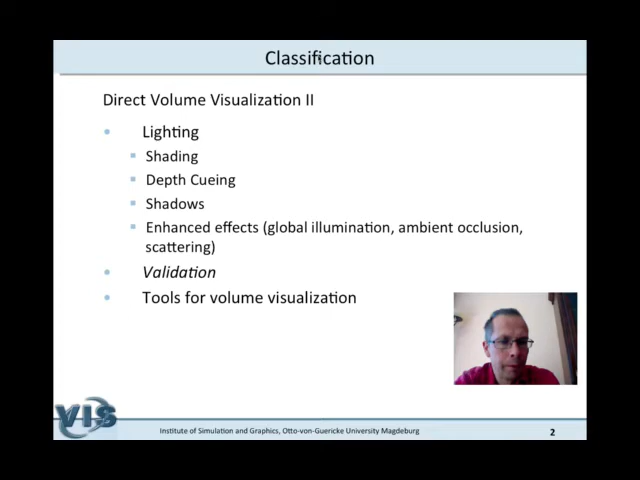 Classification
Direct Volume Visualization II
Lighting
Shading
Depth Cueing
Shadows
Enhanced effects (global illumination, ambient occlusion,
scattering)
Validation
Tools for volume visualization
VIS
Institute of Simulation and Graphics, Otto-von-Guericke University Magdeburg
2